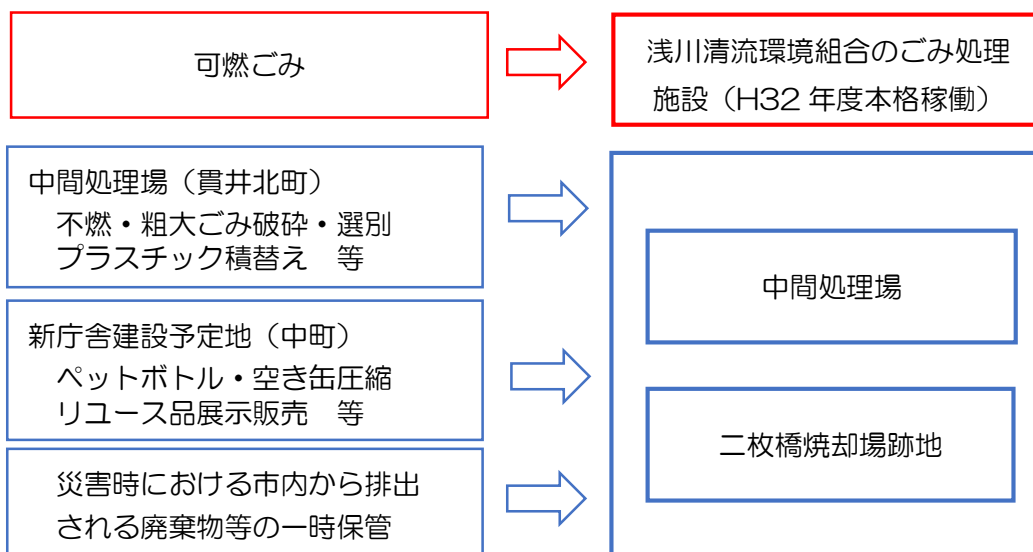 可燃ごみ
浅川清流環境組合のごみ処理
施設（H32 年度本格稼働）
中間処理場（貫井北町）
不燃・粗大ごみ破砕・選別
プラスチック積替え　等
新庁舎建設予定地（中町）
ペットボトル・空き缶圧縮
リユース品展示販売　等
災害時における市内から排出
される廃棄物等の一時保管
中間処理場
二枚橋焼却場跡地